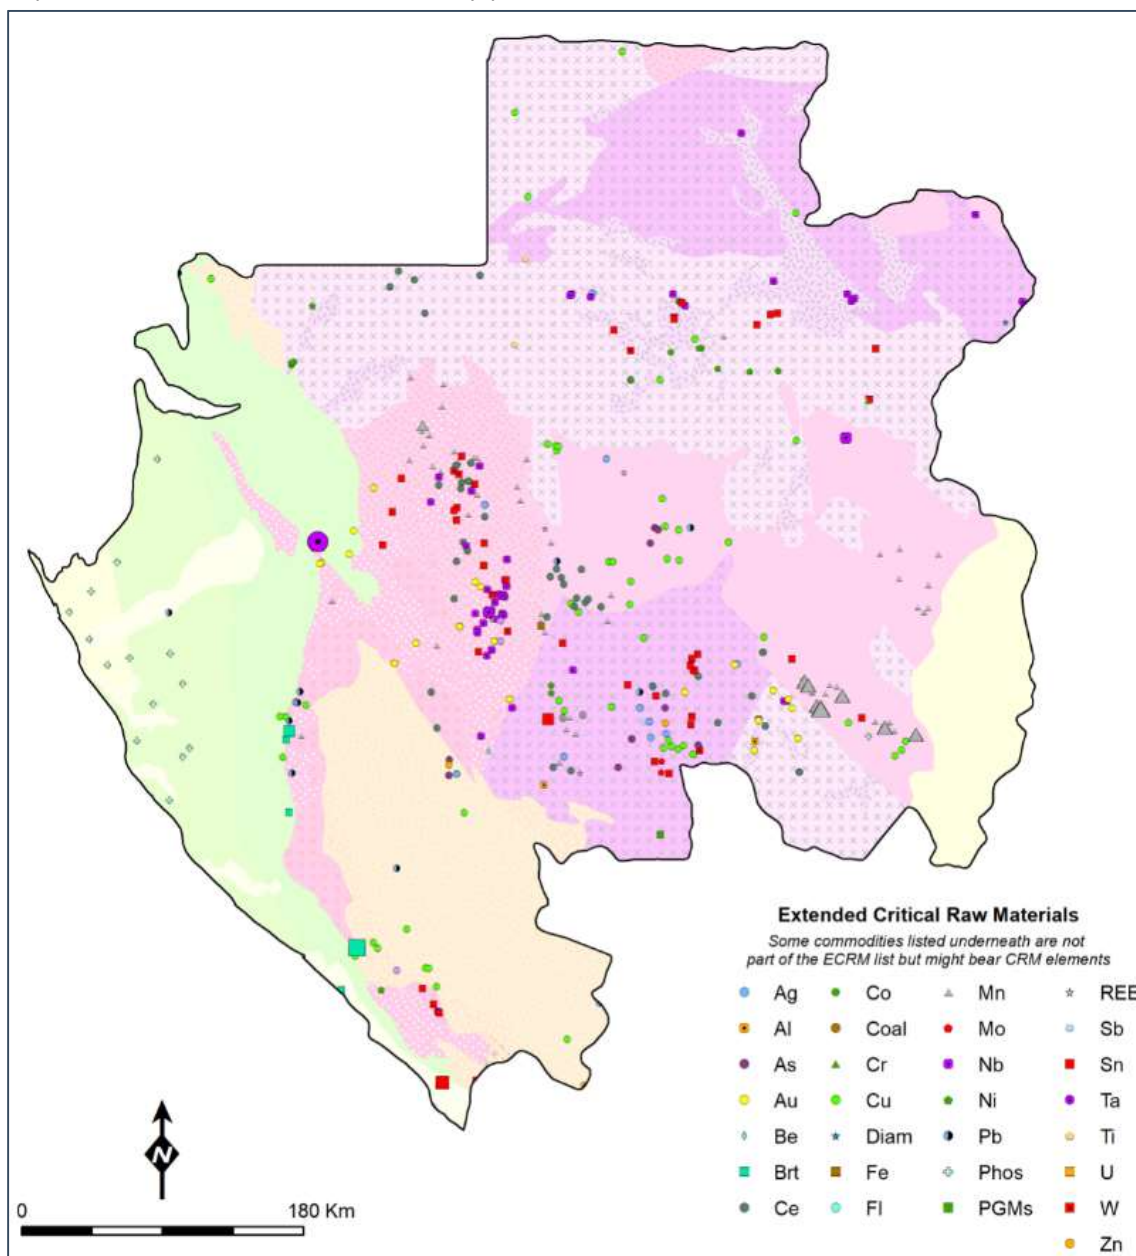 Extended Critical Raw Materials
Some commodities listed underneath are not
part of the ECRM list but might bear CRM elements
Ag Co Mn REE
Al Coal Mo Sb
As Cr Nb Sn
Au Cu Ni Ta
Be Diam Pb Ti
Brt Fe Phos U
Ce Fl PGMs W
Zn
N
0 180 Km